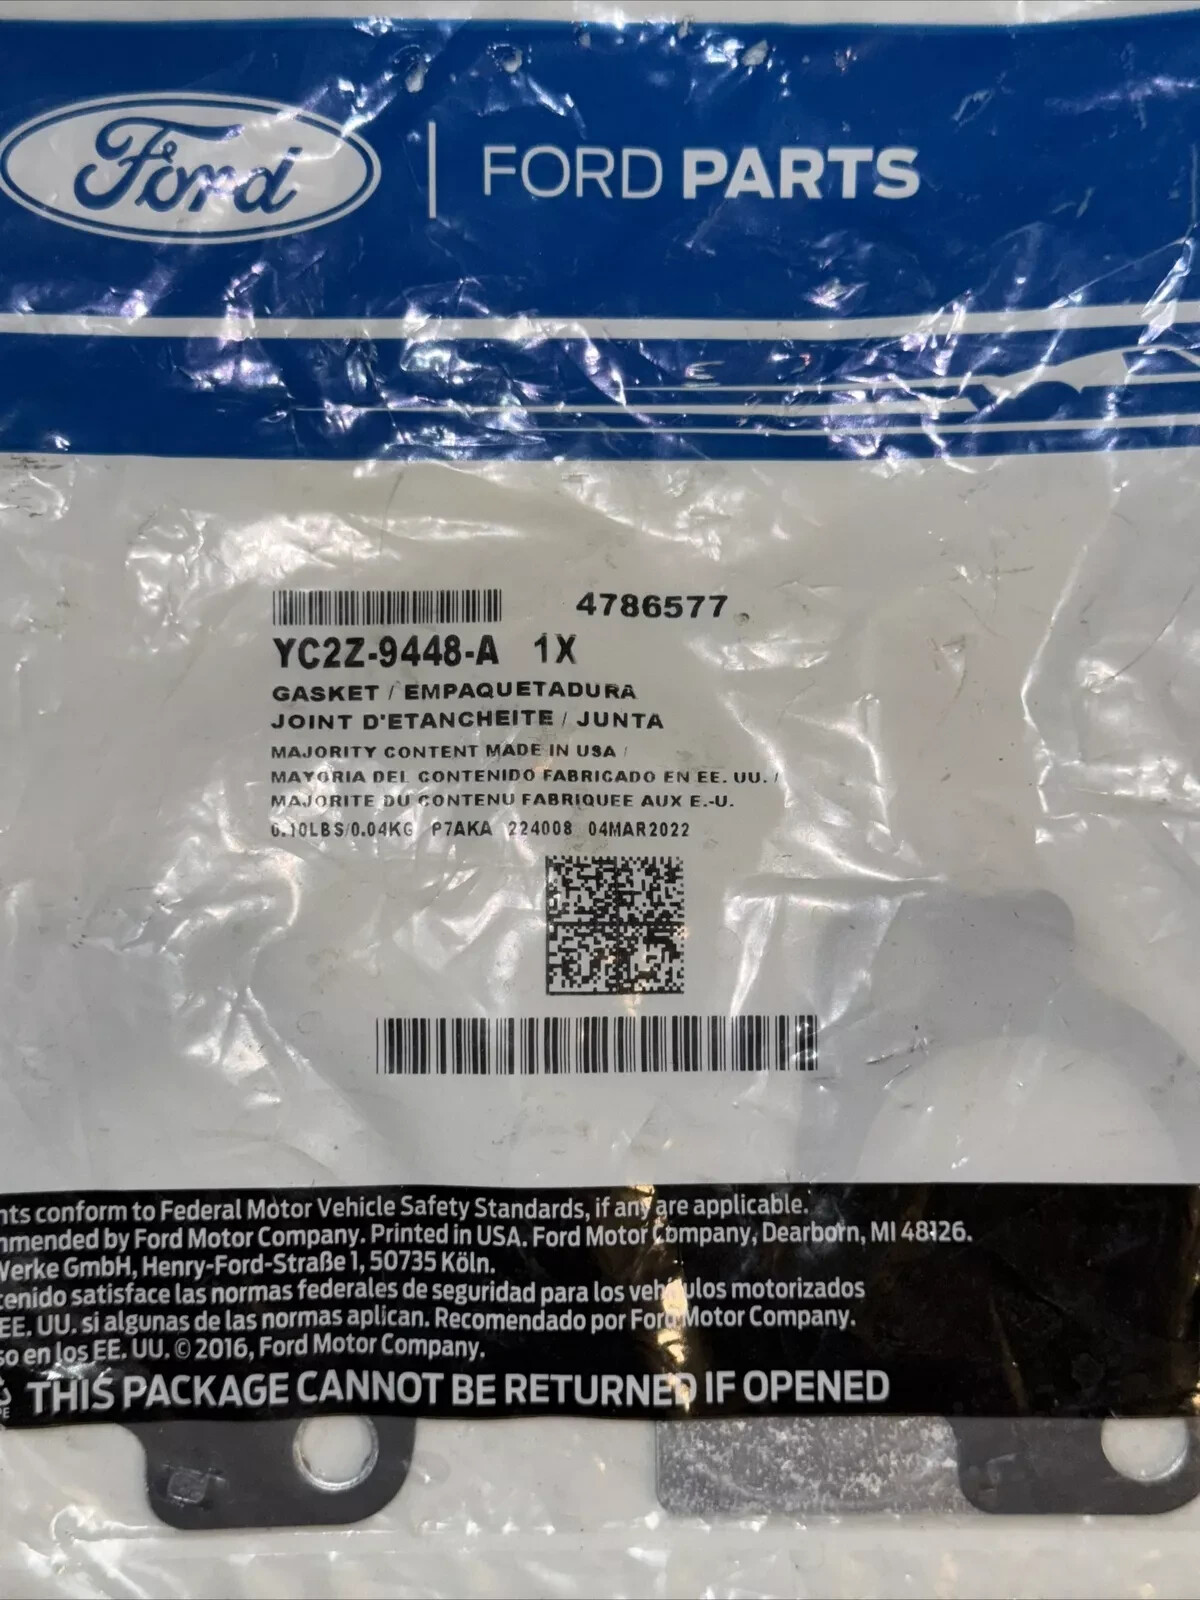 Ford | FORD PARTS
4786577
YC2Z-9448-A 1X
GASKET / EMPAQUETADURA
JOINT D'ETANCHEITE / JUNTA
MAJORITY CONTENT MADE IN USA /
MAYORIA DEL CONTENIDO FABRICADO EN EE. UU. /
MAJORITE DU CONTENU FABRIQUEE AUX E.-U.
0.10LBS/0.04KG P7AKA 224008 04MAR2022
nts conform to Federal Motor Vehicle Safety Standards, if any are applicable.
mmended by Ford Motor Company. Printed in USA. Ford Motor Company, Dearborn, MI 48126.
Werke GmbH, Henry-Ford-Straße 1, 50735 Köln.
tenido satisface las normas federales de seguridad para los vehículos motorizados
EE. UU. si algunas de las normas aplican. Recomendado por Ford Motor Company.
so en los EE. UU. © 2016, Ford Motor Company.
THIS PACKAGE CANNOT BE RETURNED IF OPENED